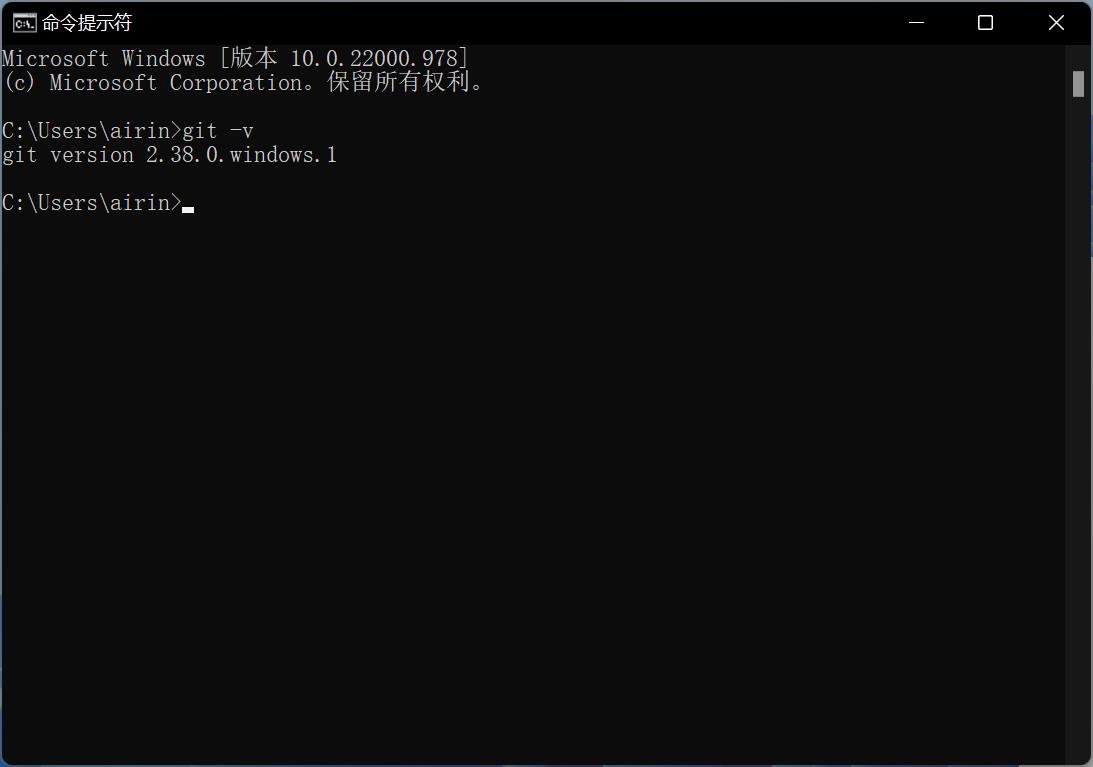 命令提示符
Microsoft Windows [版本 10.0.22000.978]
(c) Microsoft Corporation。保留所有权利。
C:\Users\airin>git -v
git version 2.38.0.windows.1
C:\Users\airin>